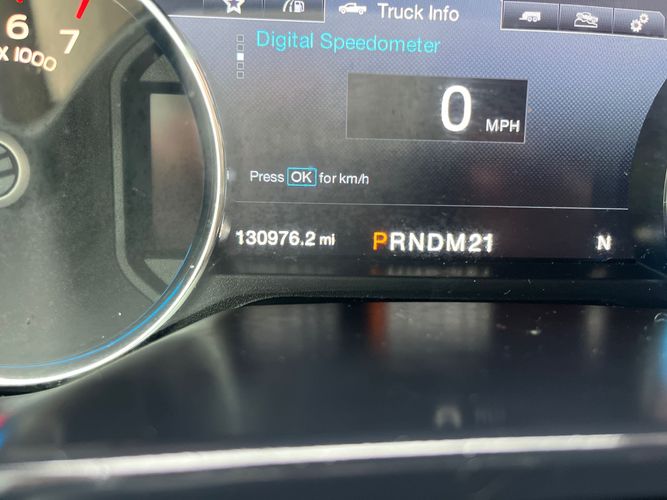 Truck Info
6 7
x 1000
Digital Speedometer
0 MPH
Press OK for km/h
130976.2 mi PRNDM21 N